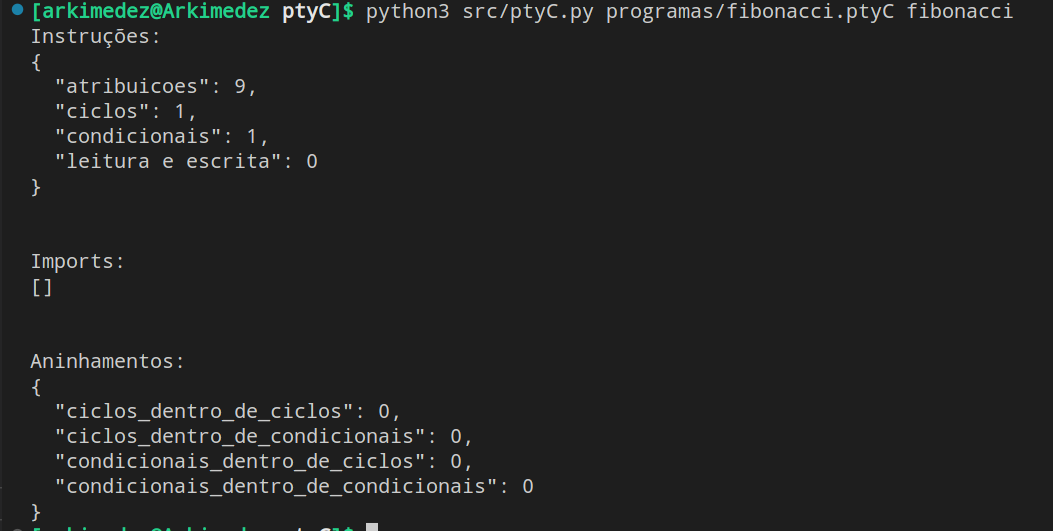 [arkimedez@Arkimedez ptyC]$ python3 src/ptyC.py programas/fibonacci.ptyC fibonacci
Instruções:
{
  "atribuicoes": 9,
  "ciclos": 1,
  "condicionais": 1,
  "leitura e escrita": 0
}
Imports:
[]
Aninhamentos:
{
  "ciclos_dentro_de_ciclos": 0,
  "ciclos_dentro_de_condicionais": 0,
  "condicionais_dentro_de_ciclos": 0,
  "condicionais_dentro_de_condicionais": 0
}